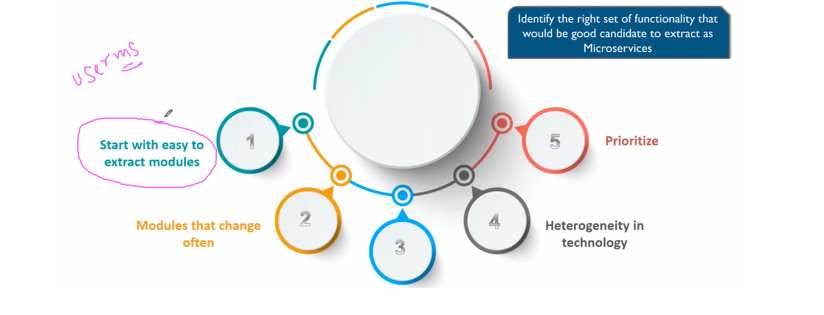 Identify the right set of functionality that
would be good candidate to extract as
Microservices
userms
1
Start with easy to
extract modules
2
Modules that change
often
3
4
Heterogeneity in
technology
5
Prioritize